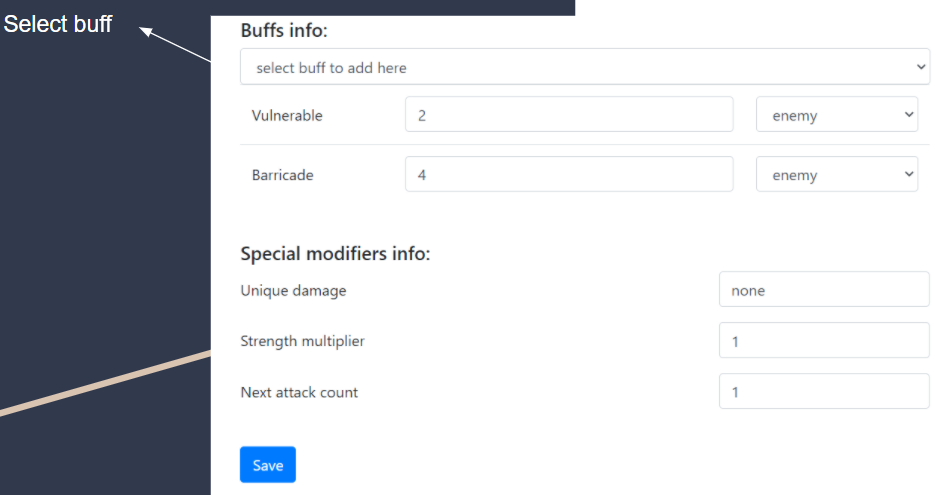 Select buff
Buffs info:
select buff to add here
Vulnerable 2 enemy
Barricade 4 enemy
Special modifiers info:
Unique damage none
Strength multiplier 1
Next attack count 1
Save